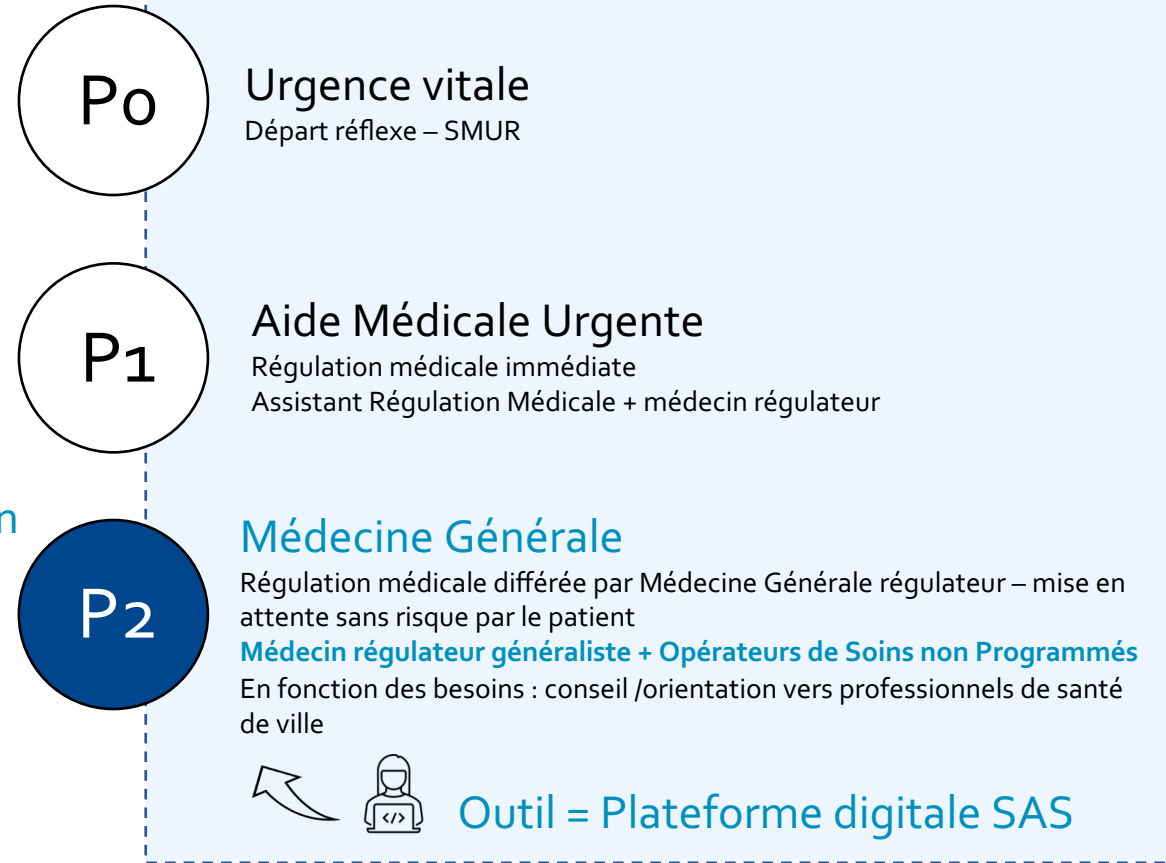 P0
Urgence vitale
Départ réflexe – SMUR
P1
Aide Médicale Urgente
Régulation médicale immédiate
Assistant Régulation Médicale + médecin régulateur
n
P2
Médecine Générale
Régulation médicale différée par Médecine Générale régulateur – mise en
attente sans risque par le patient
Médecin régulateur généraliste + Opérateurs de Soins non Programmés
En fonction des besoins : conseil /orientation vers professionnels de santé
de ville
</>
Outil = Plateforme digitale SAS